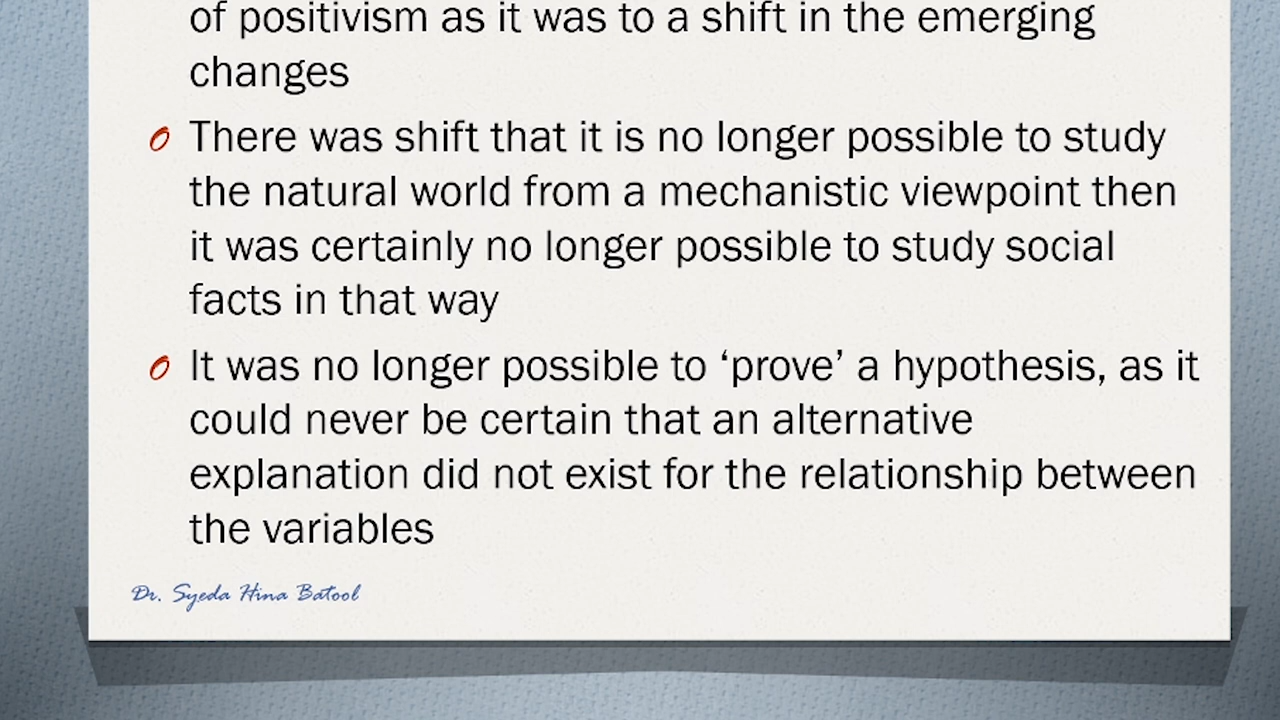 of positivism as it was to a shift in the emerging
changes
There was shift that it is no longer possible to study
the natural world from a mechanistic viewpoint then
it was certainly no longer possible to study social
facts in that way
It was no longer possible to ‘prove’ a hypothesis, as it
could never be certain that an alternative
explanation did not exist for the relationship between
the variables
Dr. Syeda Hina Batool